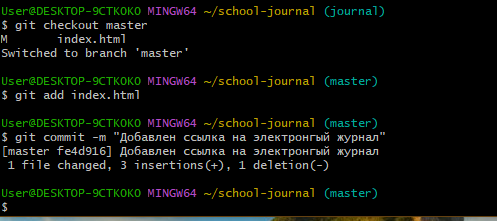 User@DESKTOP-9CTKOKO MINGW64 ~/school-journal (journal)
$ git checkout master
M       index.html
Switched to branch 'master'

User@DESKTOP-9CTKOKO MINGW64 ~/school-journal (master)
$ git add index.html

User@DESKTOP-9CTKOKO MINGW64 ~/school-journal (master)
$ git commit -m "Добавлен ссылка на электронгый журнал"
[master fe4d916] Добавлен ссылка на электронгый журнал
 1 file changed, 3 insertions(+), 1 deletion(-)

User@DESKTOP-9CTKOKO MINGW64 ~/school-journal (master)
$